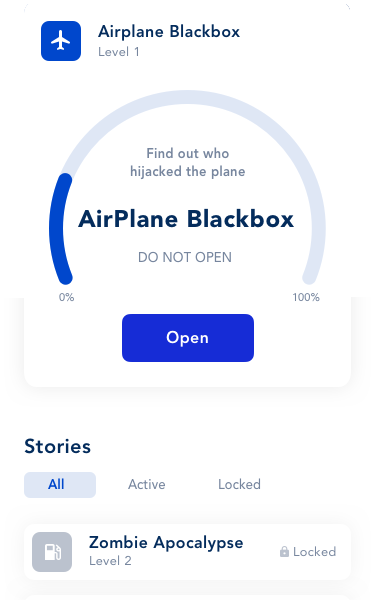 Airplane Blackbox
Level 1
Find out who
hijacked the plane
AirPlane Blackbox
DO NOT OPEN
0%
100%
Open
Stories
All
Active
Locked
Zombie Apocalypse
Level 2
Locked